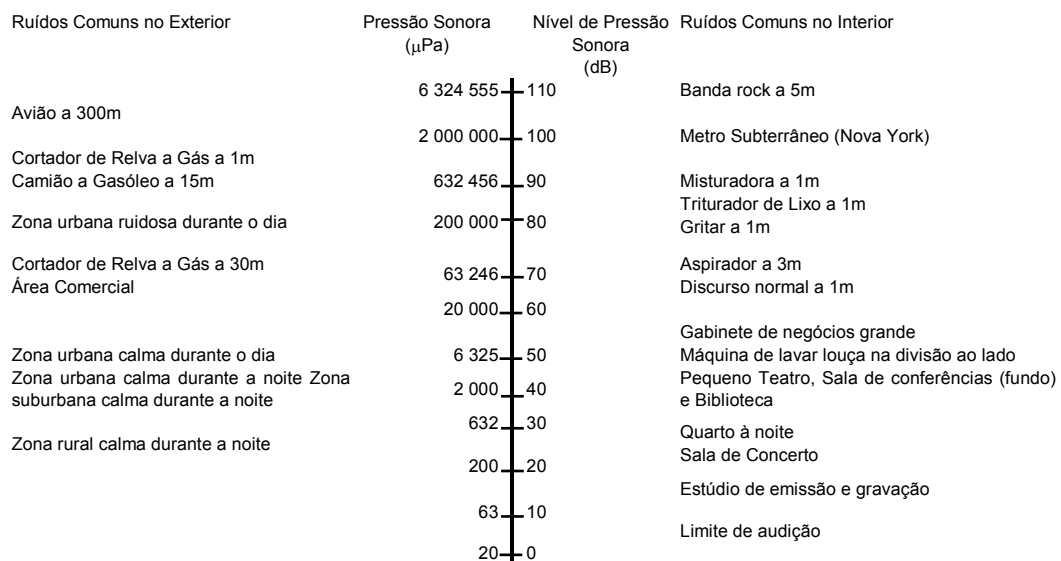 Ruídos Comuns no Exterior Pressão Sonora Nível de Pressão Ruídos Comuns no Interior
(μPa) Sonora
(dB)
6 324 555 110 Banda rock a 5m
Avião a 300m
2 000 000 100 Metro Subterrâneo (Nova York)
Cortador de Relva a Gás a 1m
Camião a Gasóleo a 15m 632 456 90 Misturadora a 1m
Triturador de Lixo a 1m
Zona urbana ruidosa durante o dia 200 000 80 Gritar a 1m
Cortador de Relva a Gás a 30m 63 246 70 Aspirador a 3m
Área Comercial Discurso normal a 1m
20 000 60
Gabinete de negócios grande
Zona urbana calma durante o dia 6 325 50 Máquina de lavar louça na divisão ao lado
Zona urbana calma durante a noite Zona 2 000 40 Pequeno Teatro, Sala de conferências (fundo)
suburbana calma durante a noite e Biblioteca
632 30 Quarto à noite
Zona rural calma durante a noite Sala de Concerto
200 20
Estúdio de emissão e gravação
63 10
Limite de audição
20 0